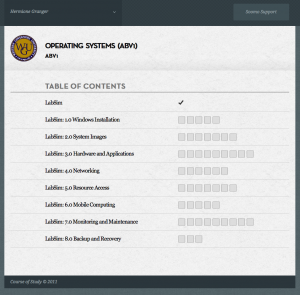 Hermione Granger
Course Support
OPERATING SYSTEMS (ABV1)
ABV1
TABLE OF CONTENTS
LabSim
LabSim: 1.0 Windows Installation
LabSim: 2.0 System Images
LabSim: 3.0 Hardware and Applications
LabSim: 4.0 Networking
LabSim: 5.0 Resource Access
LabSim: 6.0 Mobile Computing
LabSim: 7.0 Monitoring and Maintenance
LabSim: 8.0 Backup and Recovery
Course of Study © 2011